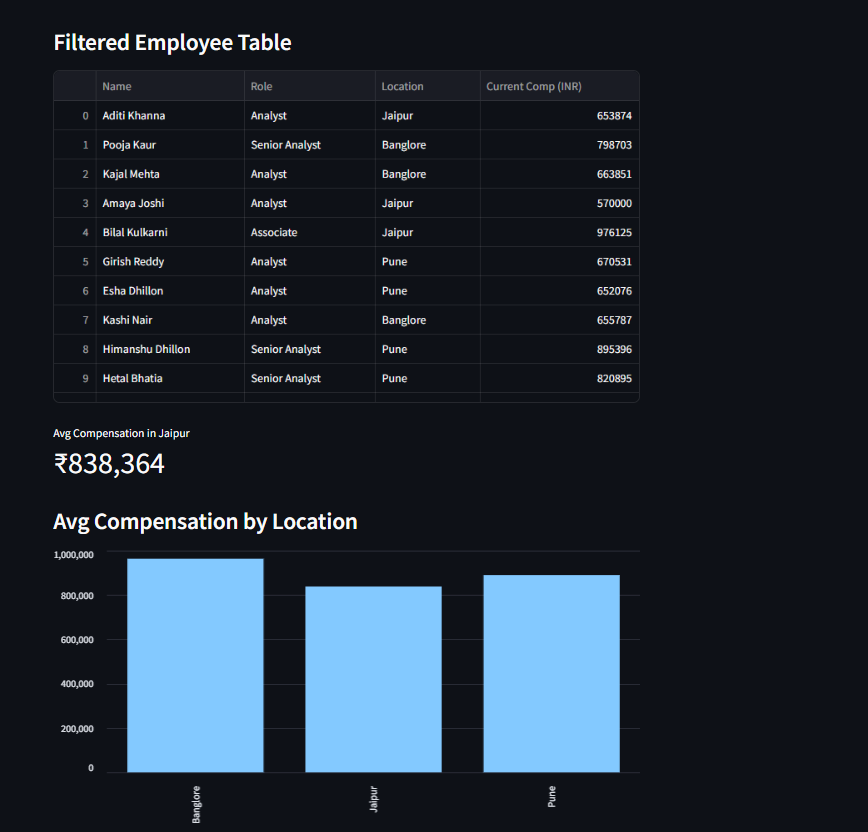 Filtered Employee Table
Name Role Location Current Comp (INR)
0 Aditi Khanna Analyst Jaipur 653874
1 Pooja Kaur Senior Analyst Banglore 798703
2 Kajal Mehta Analyst Banglore 663851
3 Amaya Joshi Analyst Jaipur 570000
4 Bilal Kulkarni Associate Jaipur 976125
5 Girish Reddy Analyst Pune 670531
6 Esha Dhillon Analyst Pune 652076
7 Kashi Nair Analyst Banglore 655787
8 Himanshu Dhillon Senior Analyst Pune 895396
9 Hetal Bhatia Senior Analyst Pune 820895
Avg Compensation in Jaipur
₹838,364
Avg Compensation by Location
1,000,000
800,000
600,000
400,000
200,000
0
Banglore Jaipur Pune